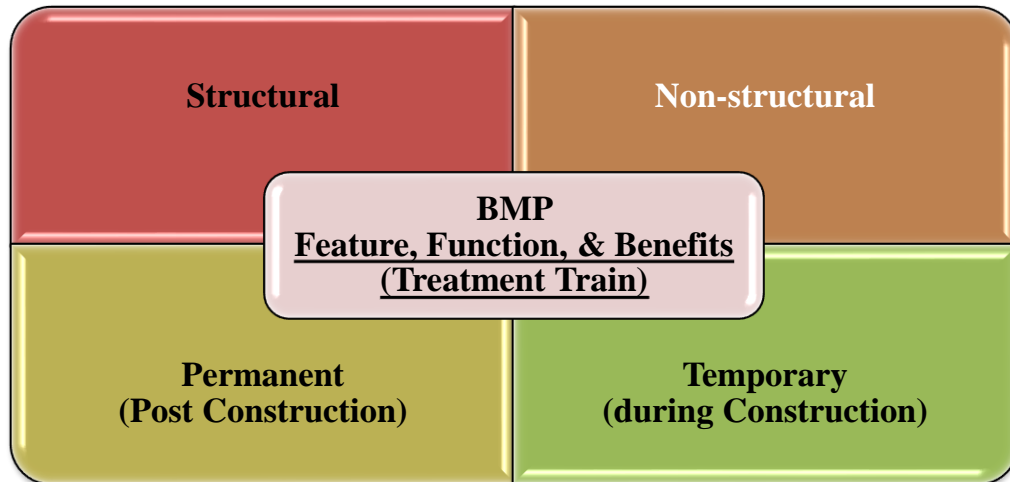 Structural
Non-structural
BMP
Feature, Function, & Benefits
(Treatment Train)
Permanent
(Post Construction)
Temporary
(during Construction)